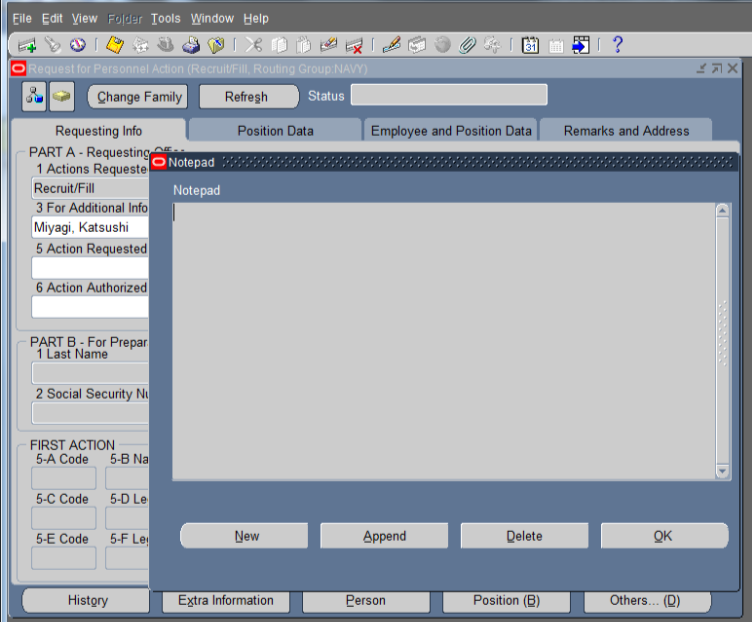 File Edit View Folder Tools Window Help
31
?
Request for Personnel Action (Recruit/Fill, Routing Group:NAVY)
Change Family Refresh Status
Requesting Info Position Data Employee and Position Data Remarks and Address
PART A - Requesting
1 Actions Requeste
Recruit/Fill
3 For Additional Info
Miyagi, Katsushi
5 Action Requested
6 Action Authorized
PART B - For Prepar
1 Last Name
2 Social Security Nu
FIRST ACTION
5-A Code 5-B Na
5-C Code 5-D Le
5-E Code 5-F Leg
Notepad
Notepad
New Append Delete OK
History Extra Information Person Position (B) Others... (D)